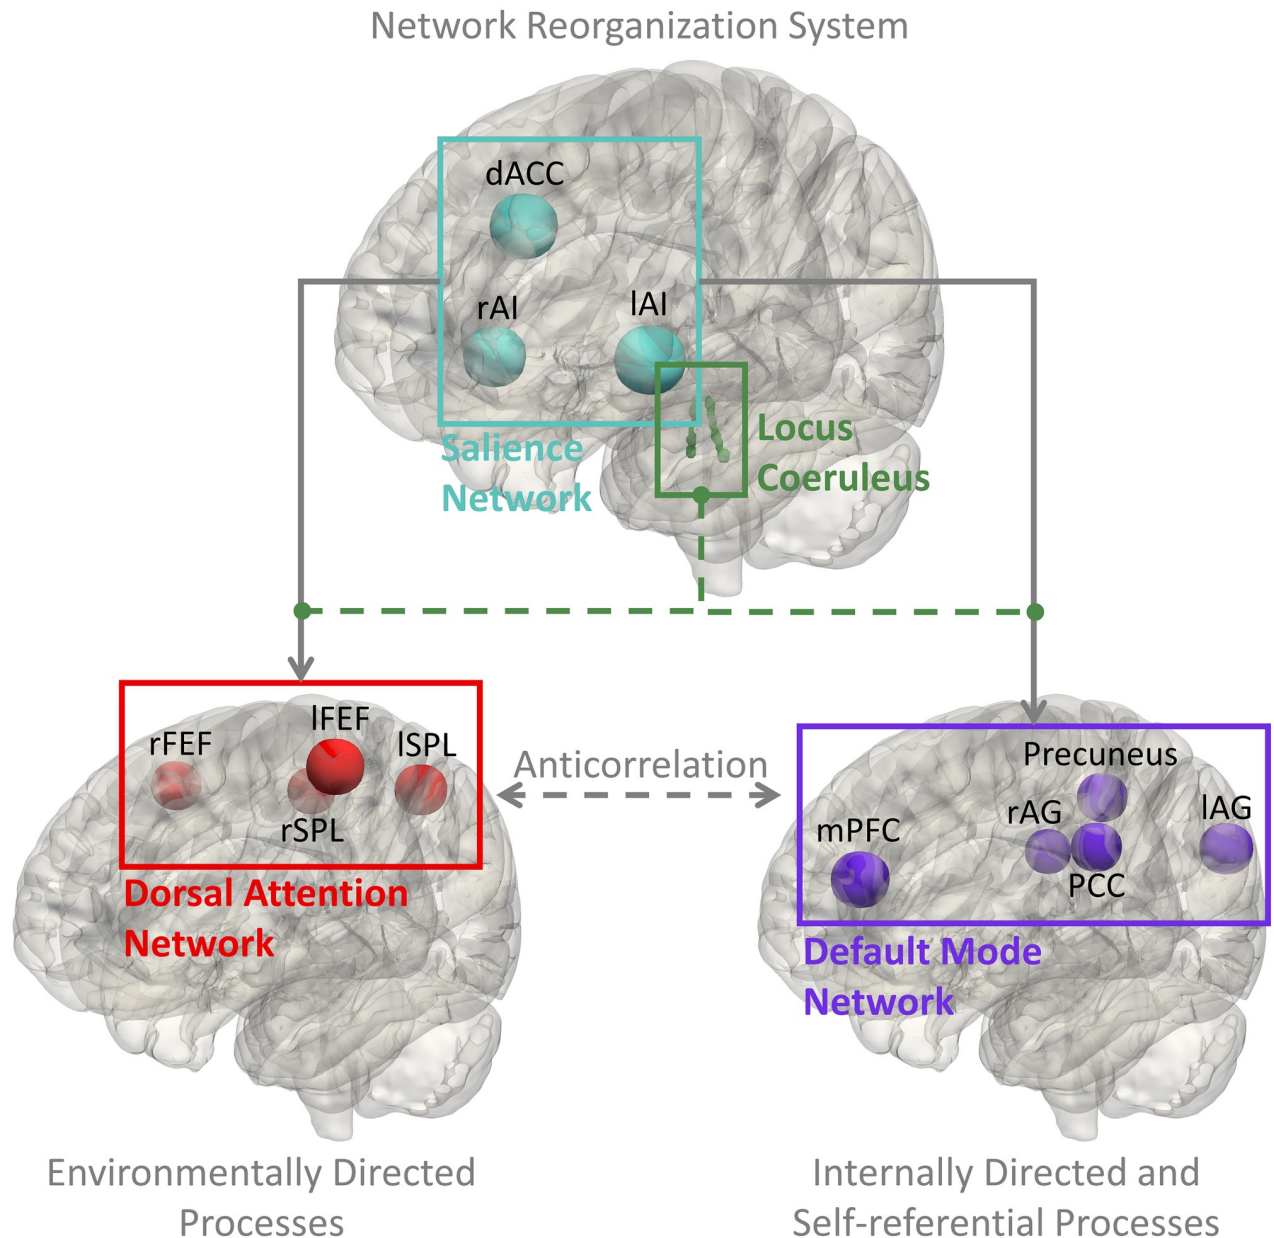 Network Reorganization System
dACC
rAI
lAI
Salience
Network
Locus
Coeruleus
lFEF
rFEF
lSPL
rSPL
Dorsal Attention
Network
Anticorrelation
Precuneus
rAG
lAG
mPFC
PCC
Default Mode
Network
Environmentally Directed
Processes
Internally Directed and
Self-referential Processes